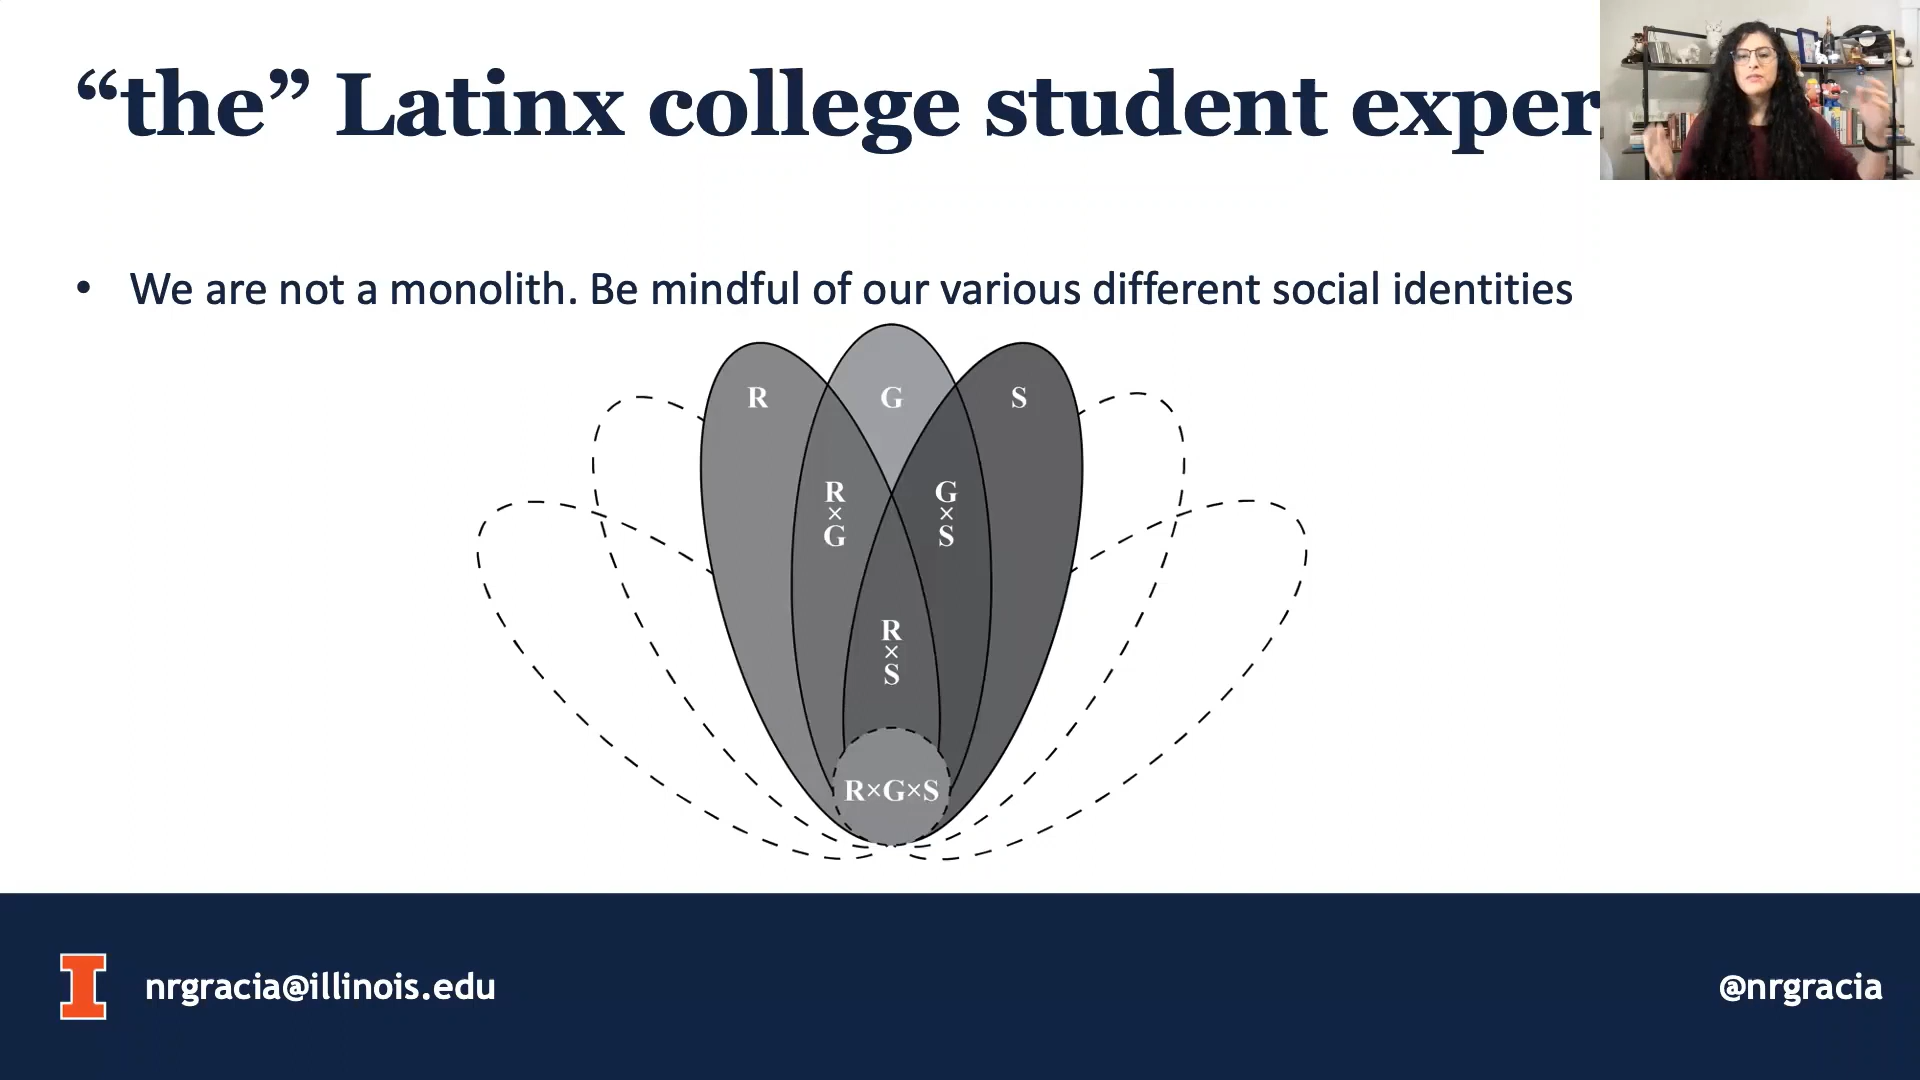 “the” Latinx college student exper
• We are not a monolith. Be mindful of our various different social identities
R
G
S
R
×
G
G
×
S
R
×
S
R×G×S
I
nrgracia@illinois.edu
@nrgracia